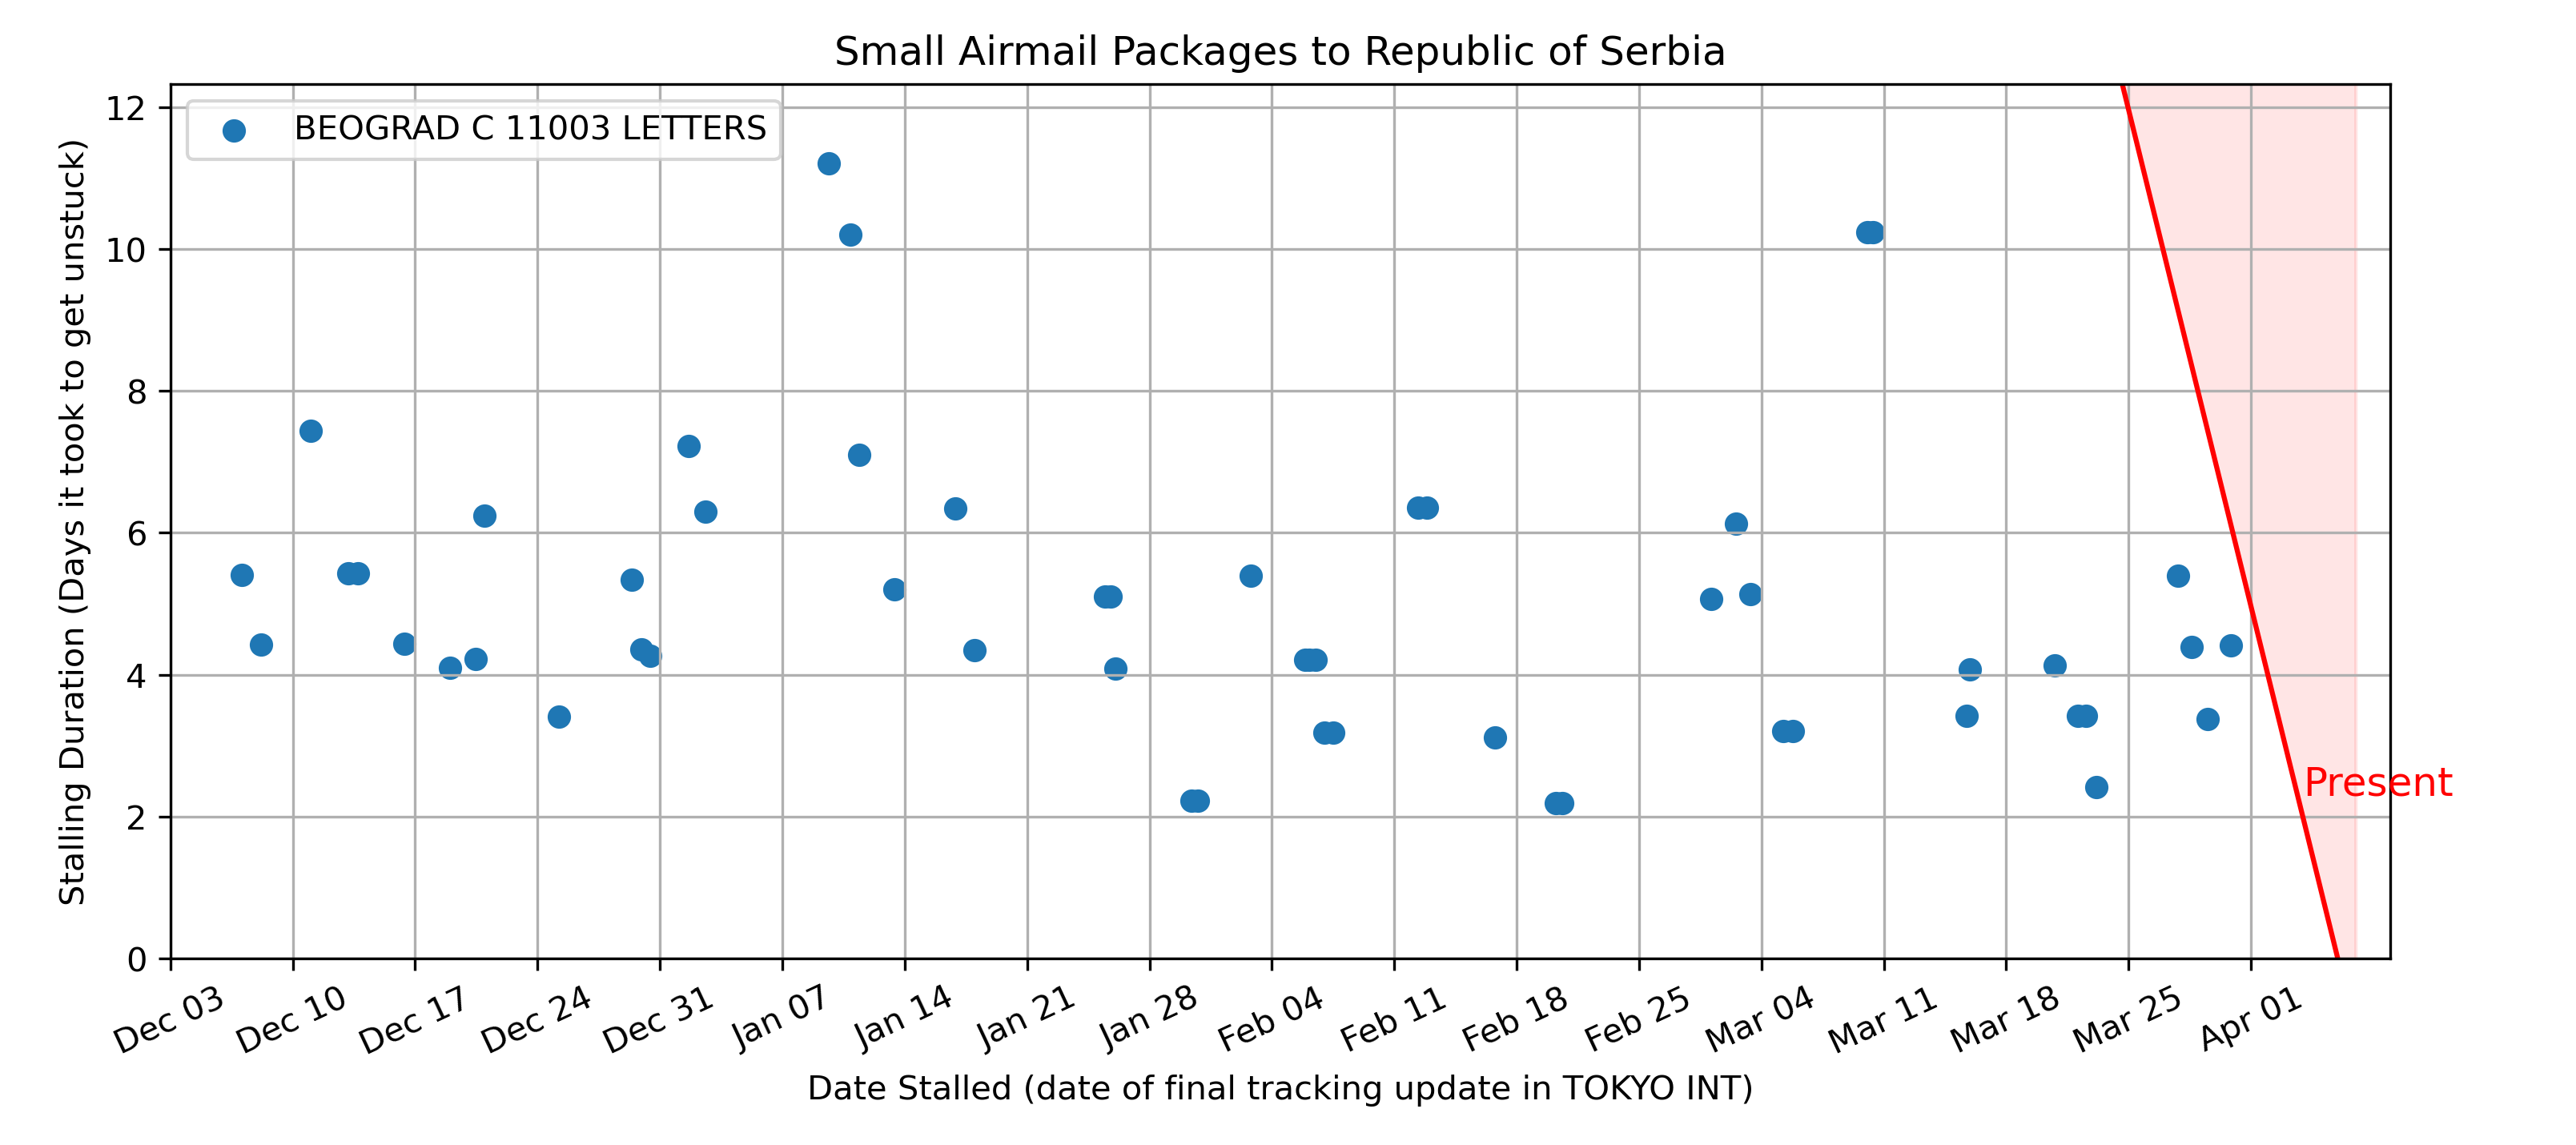 Small Airmail Packages to Republic of Serbia
BEOGRAD C 11003 LETTERS
Stalling Duration (Days it took to get unstuck)
12
10
8
6
4
2
0
Present
Dec 03
Dec 10
Dec 17
Dec 24
Dec 31
Jan 07
Jan 14
Jan 21
Jan 28
Feb 04
Feb 11
Feb 18
Feb 25
Mar 04
Mar 11
Mar 18
Mar 25
Apr 01
Date Stalled (date of final tracking update in TOKYO INT)